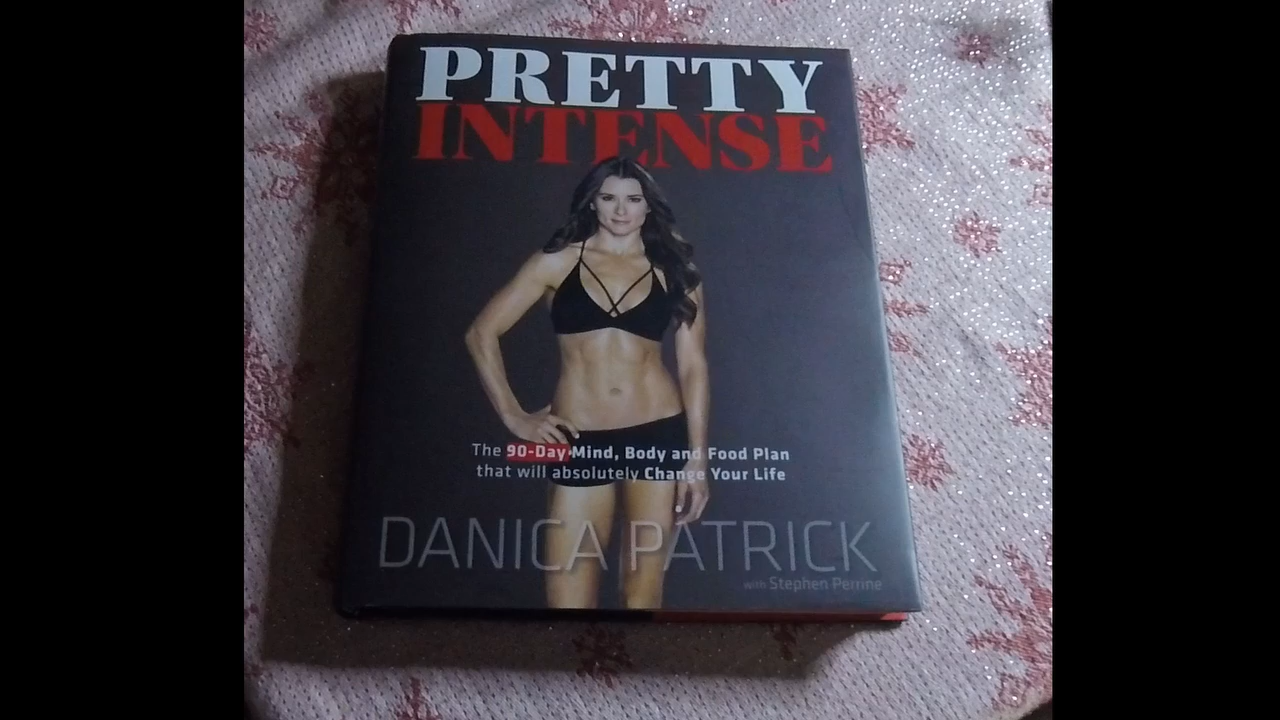 PRETTY
INTENSE
The 90-Day Mind, Body and Food Plan
that will absolutely Change Your Life
DANICA PATRICK
with Stephen Perrine